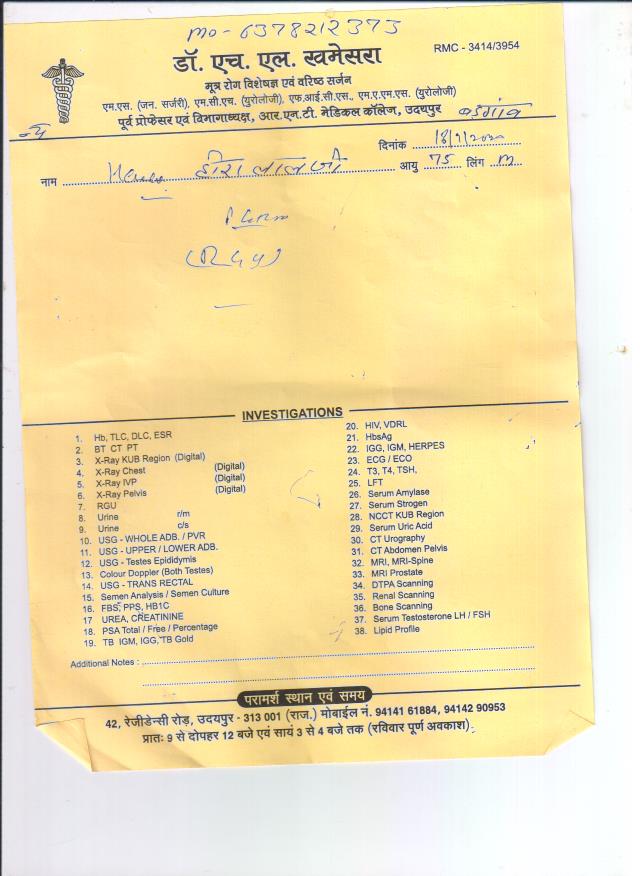 mo - 6378212373
डॉ. एच. एल. खमेसरा
RMC - 3414/3954
मूत्र रोग विशेषज्ञ एवं वरिष्ठ सर्जन
एम.एस. (जन. सर्जरी), एम.सी.एच. (युरोलोजी), एफ.आई.सी.एस., एम.ए.एम.एस. (युरोलोजी)
पूर्व प्रोफेसर एवं विभागाध्यक्ष, आर.एन.टी. मेडिकल कॉलेज, उदयपुर बडगांव
दिनांक
नाम हीरा लाल जी आयु 75 लिंग m
INVESTIGATIONS
1. Hb, TLC, DLC, ESR
2. BT CT PT
3. X-Ray KUB Region (Digital)
4. X-Ray Chest (Digital)
5. X-Ray IVP (Digital)
6. X-Ray Pelvis (Digital)
7. RGU
8. Urine r/m
9. Urine c/s
10. USG - WHOLE ADB. / PVR
11. USG - UPPER / LOWER ADB.
12. USG - Testes Epididymis
13. Colour Doppler (Both Testes)
14. USG - TRANS RECTAL
15. Semen Analysis / Semen Culture
16. FBS, PPS, HB1C
17 UREA, CREATININE
18. PSA Total / Free / Percentage
19. TB IGM, IGG, TB Gold
20. HIV, VDRL
21. HbsAg
22. IGG, IGM, HERPES
23. ECG / ECO
24. T3, T4, TSH,
25. LFT
26. Serum Amylase
27. Serum Strogen
28. NCCT KUB Region
29. Serum Uric Acid
30. CT Urography
31. CT Abdomen Pelvis
32. MRI, MRI-Spine
33. MRI Prostate
34. DTPA Scanning
35. Renal Scanning
36. Bone Scanning
37. Serum Testosterone LH / FSH
38. Lipid Profile
Additional Notes :
परामर्श स्थान एवं समय
42, रेजीडेन्सी रोड़, उदयपुर - 313 001 (राज.) मोबाईल नं. 94141 61884, 94142 90953
प्रातः 9 से दोपहर 12 बजे एवं सायं 3 से 4 बजे तक (रविवार पूर्ण अवकाश)